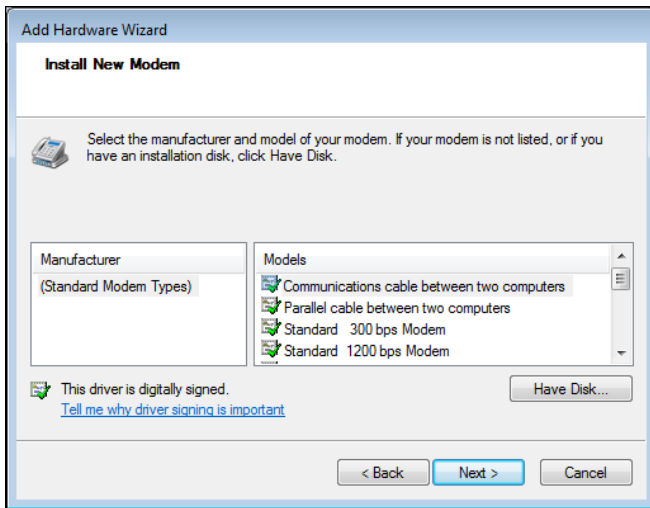 Add Hardware Wizard
Install New Modem
Select the manufacturer and model of your modem. If your modem is not listed, or if you
have an installation disk, click Have Disk.
Manufacturer
(Standard Modem Types)
Models
Communications cable between two computers
Parallel cable between two computers
Standard   300 bps Modem
Standard  1200 bps Modem
This driver is digitally signed.
Tell me why driver signing is important
Have Disk...
< Back
Next >
Cancel